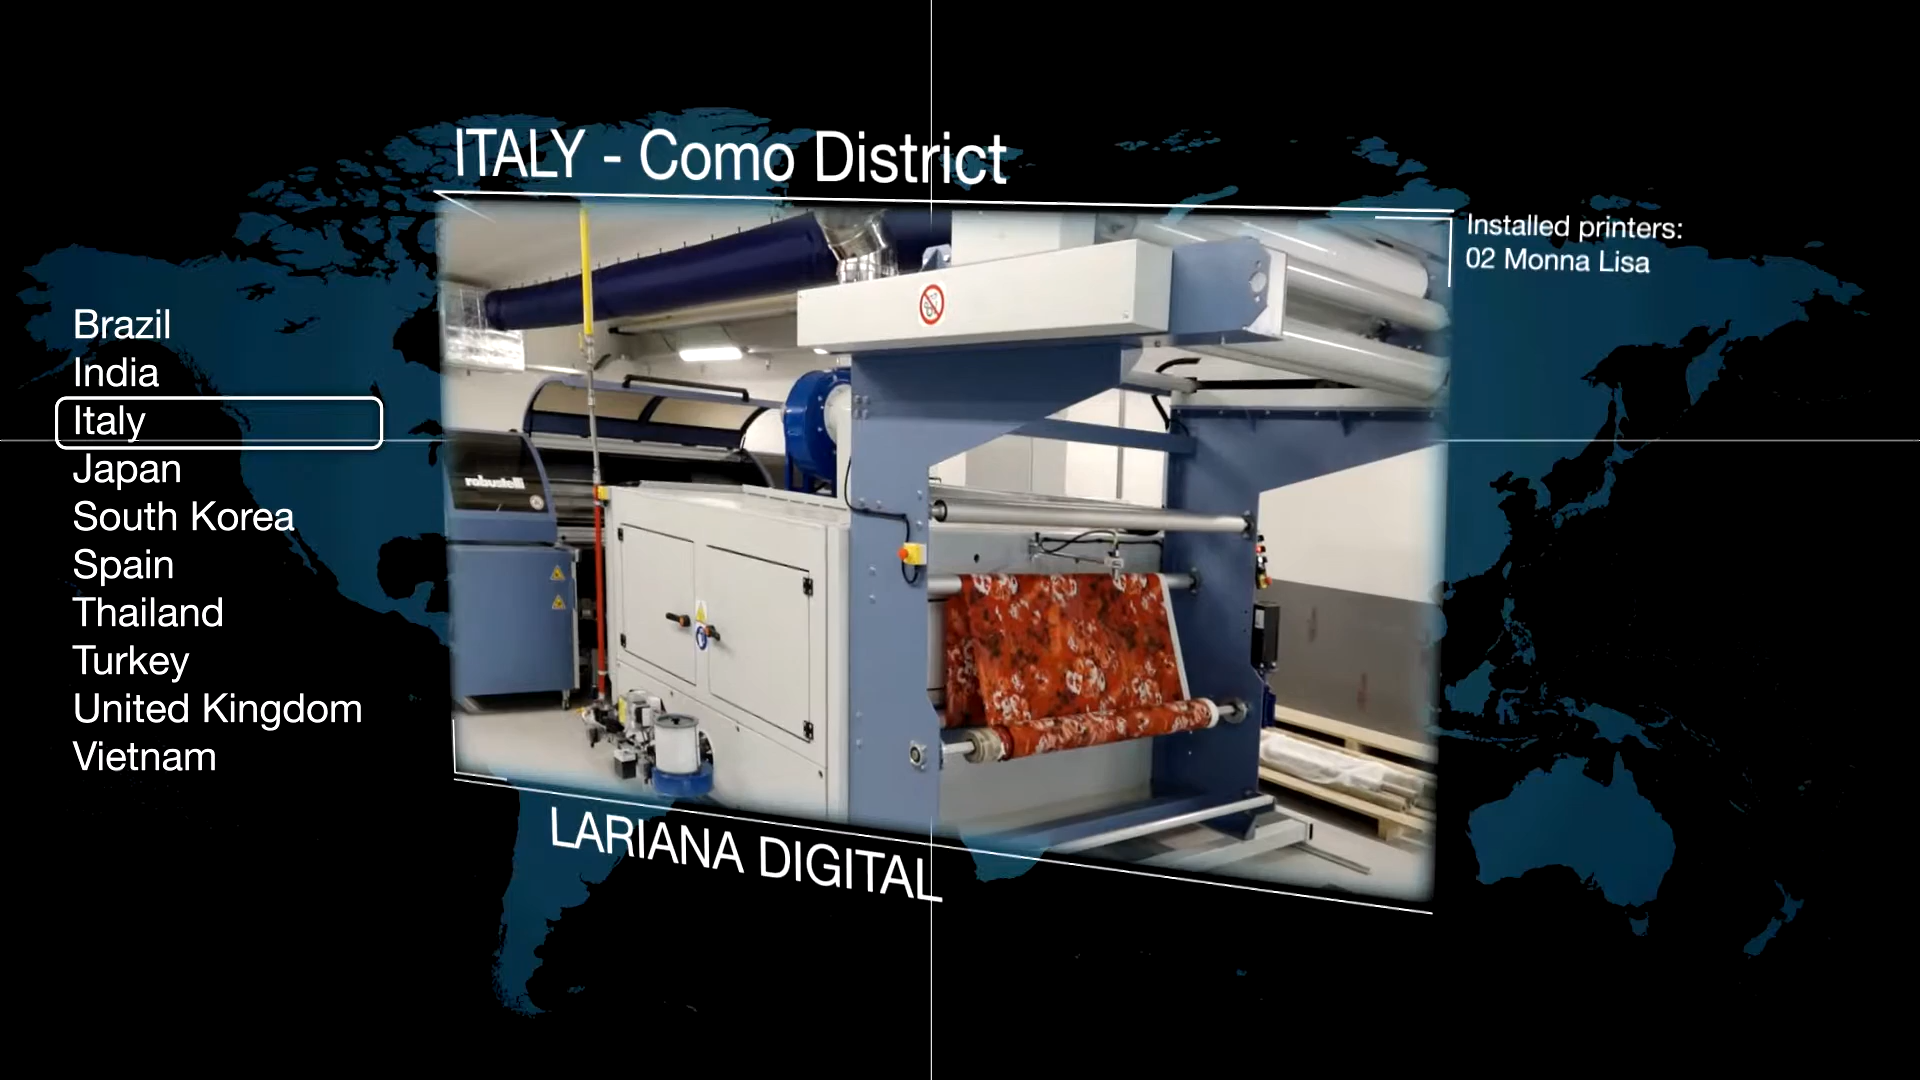 ITALY - Como District
Installed printers:
02 Monna Lisa
Brazil
India
Italy
Japan
South Korea
Spain
Thailand
Turkey
United Kingdom
Vietnam
robustelli
LARIANA DIGITAL